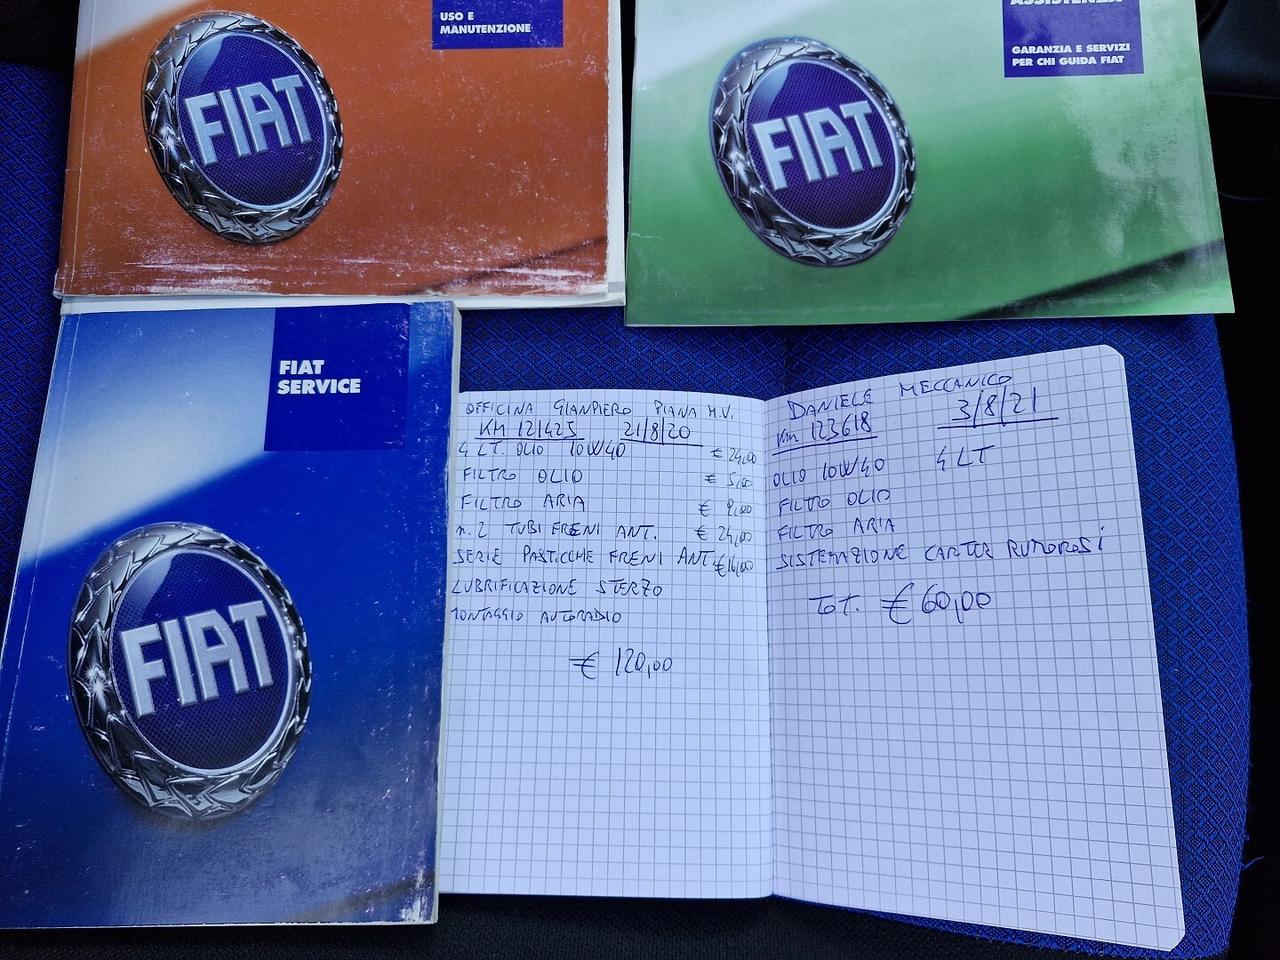 USO E
MANUTENZIONE
FIAT
ASSISTENZA
GARANZIA E SERVIZI
PER CHI GUIDA FIAT
FIAT
FIAT
SERVICE
FIAT
OFFICINA GIANPIERO PIANA M.V.
KM 121425 21/8/20
4 LT. OLIO 10W40 € 24,00
FILTRO OLIO € 5,00
FILTRO ARIA € 9,00
n.2 TUBI FRENI ANT. € 24,00
SERIE PASTICCHE FRENI ANT. € 16,00
LUBRIFICAZIONE STERZO
MONTAGGIO AUTORADIO
€ 120,00
DANIELE MECCANICO
Km 123618 3/8/21
OLIO 10W40 4 LT
FILTRO OLIO
FILTRO ARIA
SISTEMAZIONE CARTER RUMOROSI
TOT. € 60,00